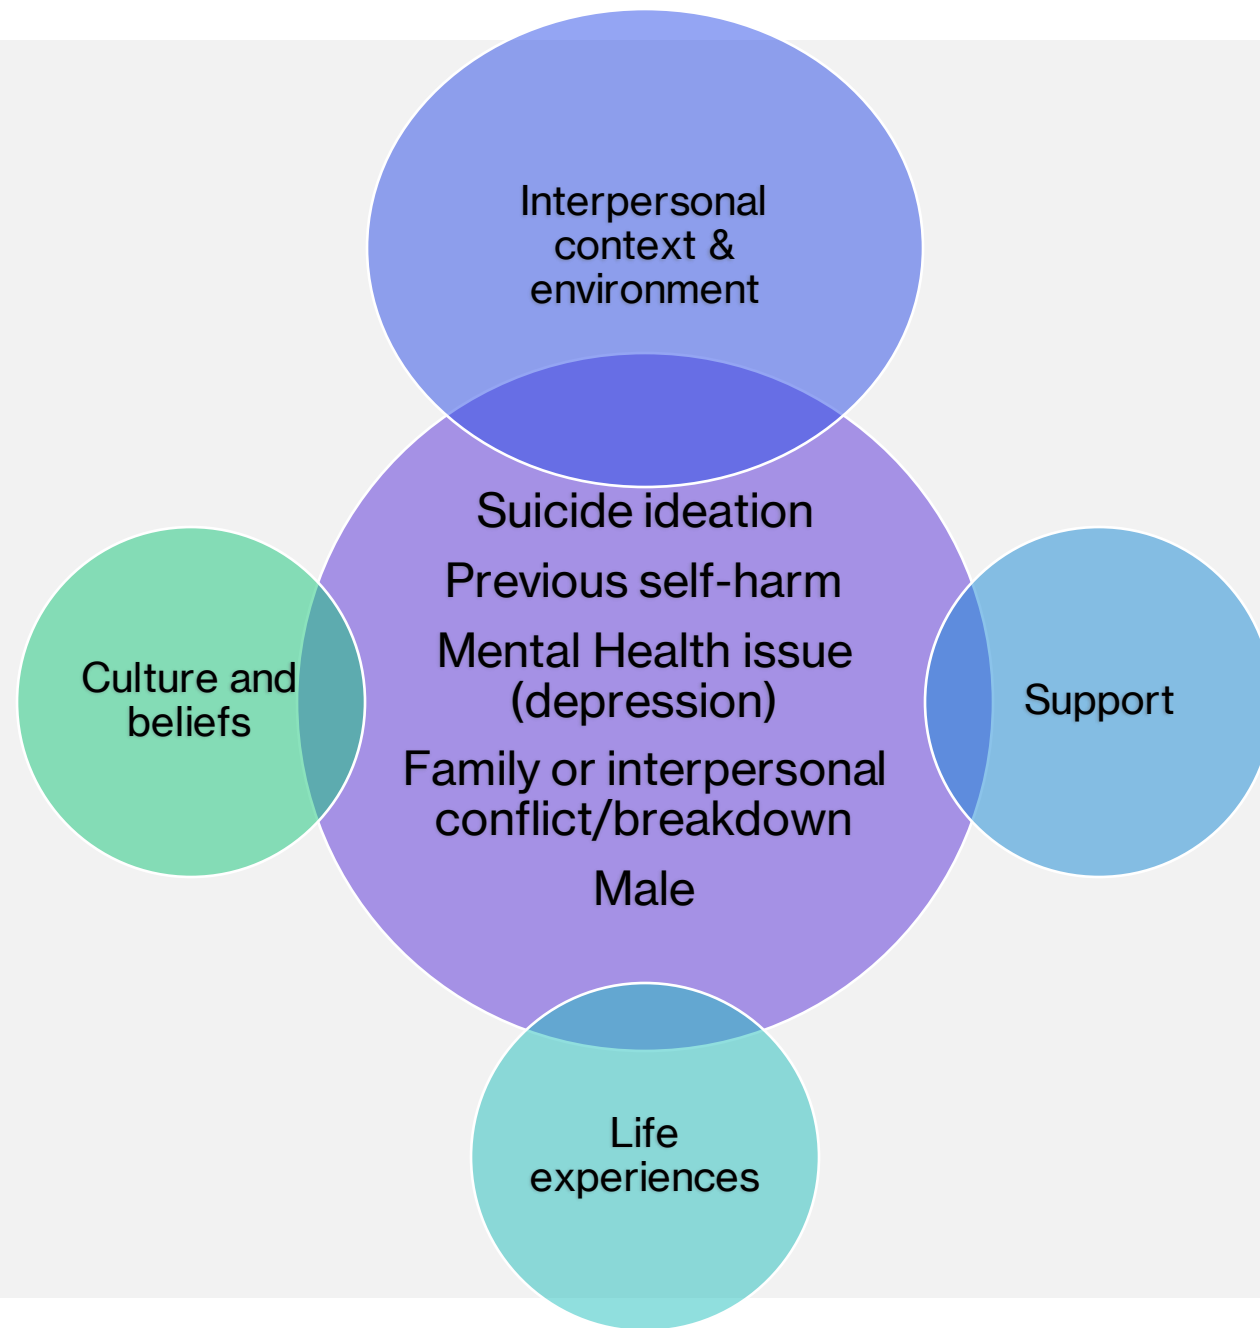 Interpersonal
context &
environment
Suicide ideation
Previous self-harm
Mental Health issue
(depression)
Family or interpersonal
conflict/breakdown
Male
Culture and
beliefs
Support
Life
experiences